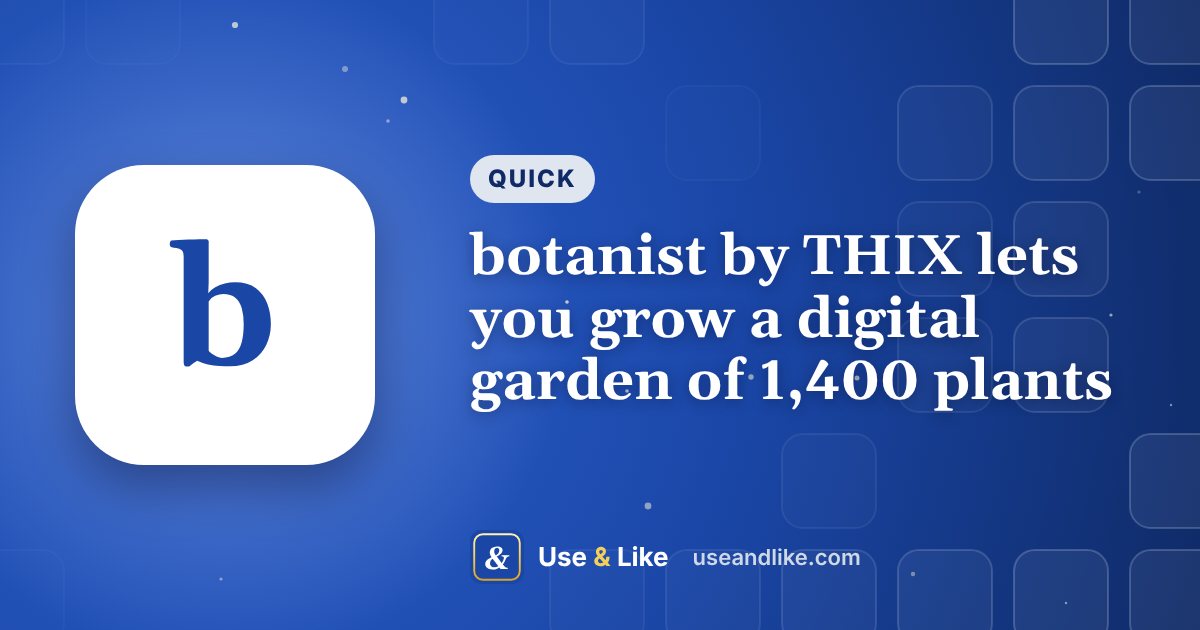 b
QUICK
botanist by THIX lets
you grow a digital
garden of 1,400 plants
& Use & Like useandlike.com